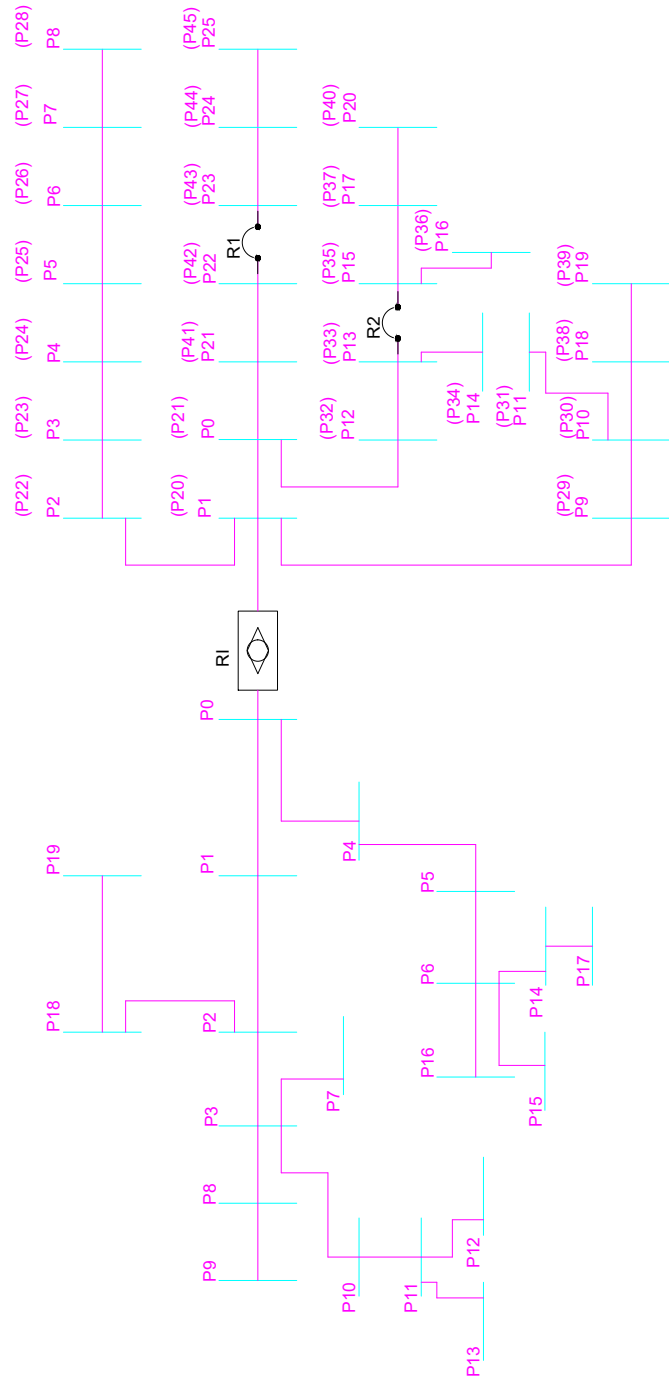 (P28)
P8
(P27)
P7
(P26)
P6
(P25)
P5
(P24)
P4
(P23)
P3
(P22)
P2
(P45)
P25
(P44)
P24
(P43)
P23
R1
(P42)
P22
(P41)
P21
(P21)
P0
(P20)
P1
(P40)
P20
(P37)
P17
(P35)
P15
R2
(P33)
P13
(P32)
P12
(P36)
P16
(P34)
P14
(P31)
P11
(P39)
P19
(P38)
P18
(P30)
P10
(P29)
P9
RI
P0
P19
P1
P18
P2
P4
P5
P6
P16
P14
P17
P15
P3
P7
P8
P9
P10
P11
P12
P13